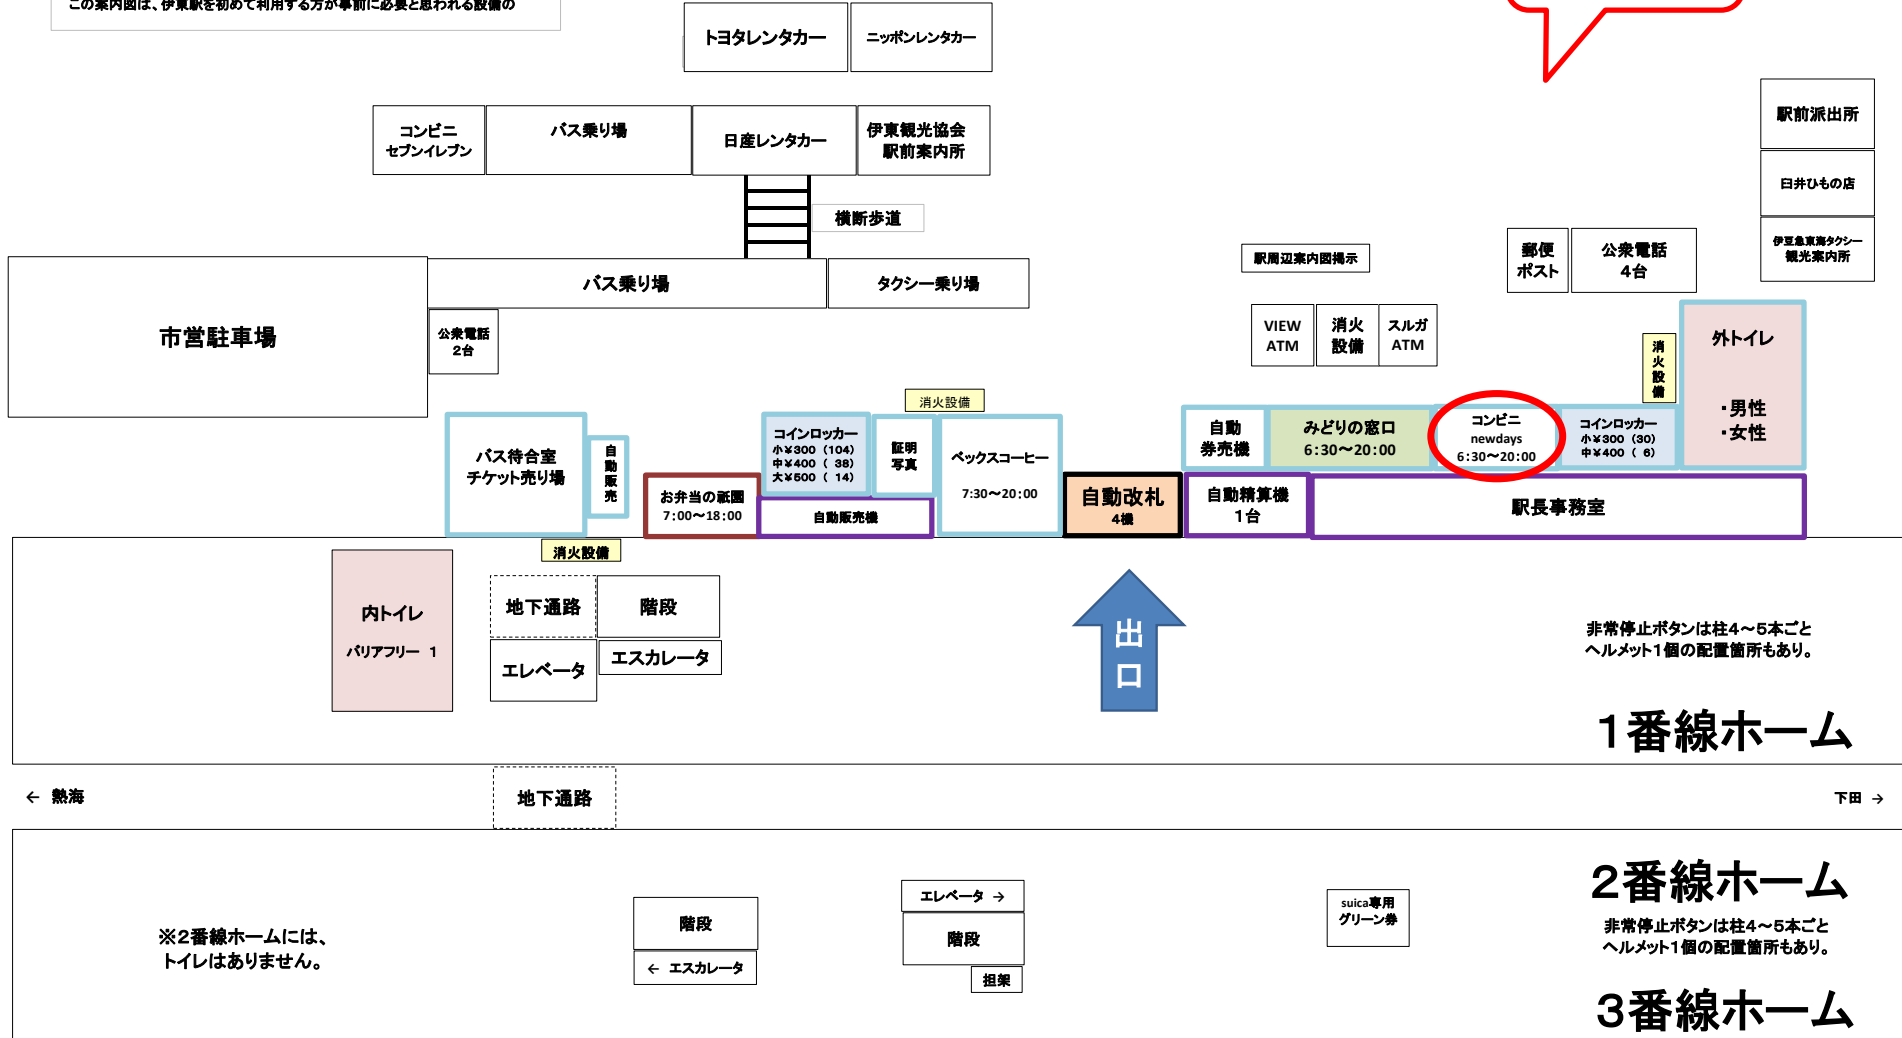 この案内図は、伊東駅を初めて利用する方が事前に必要と思われる設備の
トヨタレンタカー
ニッポンレンタカー
コンビニ
セブンイレブン
バス乗り場
日産レンタカー
伊東観光協会
駅前案内所
駅前派出所
臼井ひもの店
伊豆急東海タクシー
観光案内所
横断歩道
駅周辺案内図掲示
郵便
ポスト
公衆電話
4台
市営駐車場
バス乗り場
タクシー乗り場
公衆電話
2台
VIEW
ATM
消火
設備
スルガ
ATM
消火設備
外トイレ
・男性
・女性
消火設備
バス待合室
チケット売り場
自動販売
お弁当の祇園
7:00～18:00
コインロッカー
小¥300（104）
中¥400（ 38）
大¥600（ 14）
自動販売機
証明
写真
ベックスコーヒー
7:30～20:00
自動改札
4機
自動
券売機
みどりの窓口
6:30～20:00
コンビニ
newdays
6:30～20:00
コインロッカー
小¥300（30）
中¥400（ 6）
自動精算機
1台
駅長事務室
消火設備
内トイレ
バリアフリー 1
地下通路
階段
エレベータ
エスカレータ
出口
非常停止ボタンは柱4～5本ごと
ヘルメット1個の配置箇所もあり。
1番線ホーム
← 熱海
地下通路
下田 →
※2番線ホームには、
トイレはありません。
階段
← エスカレータ
エレベータ →
階段
担架
suica専用
グリーン券
2番線ホーム
非常停止ボタンは柱4～5本ごと
ヘルメット1個の配置箇所もあり。
3番線ホーム